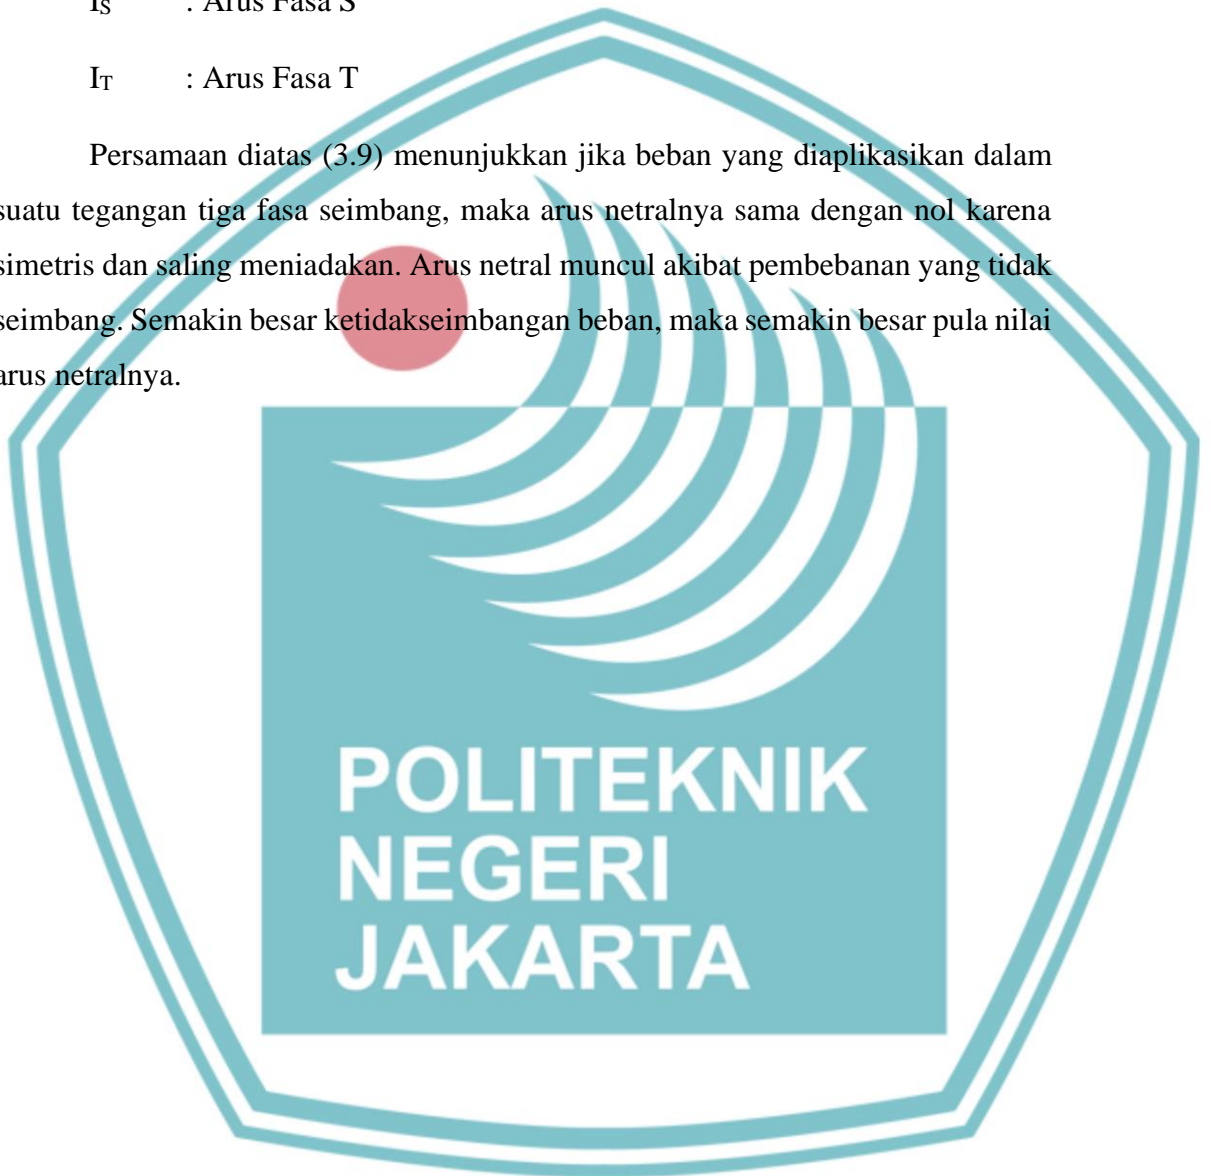 I_S : Arus Fasa S
I_T : Arus Fasa T
Persamaan diatas (3.9) menunjukkan jika beban yang diaplikasikan dalam
suatu tegangan tiga fasa seimbang, maka arus netralnya sama dengan nol karena
simetris dan saling meniadakan. Arus netral muncul akibat pembebanan yang tidak
seimbang. Semakin besar ketidakseimbangan beban, maka semakin besar pula nilai
arus netralnya.
POLITEKNIK
NEGERI
JAKARTA